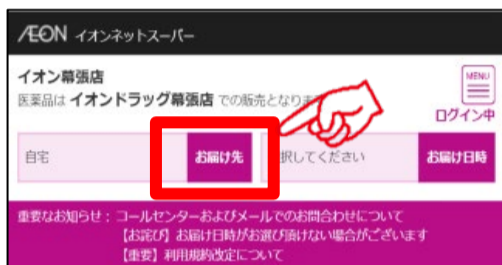 ÆON イオンネットスーパー
イオン幕張店
医薬品は イオンドラッグ幕張店 での販売となりま
MENU
ログイン中
自宅 お届け先 択してください お届け日時
重要なお知らせ： コールセンターおよびメールでのお問合わせについて
【お詫び】お届け日時がお選び頂けない場合がございます
【重要】利用規約改定について